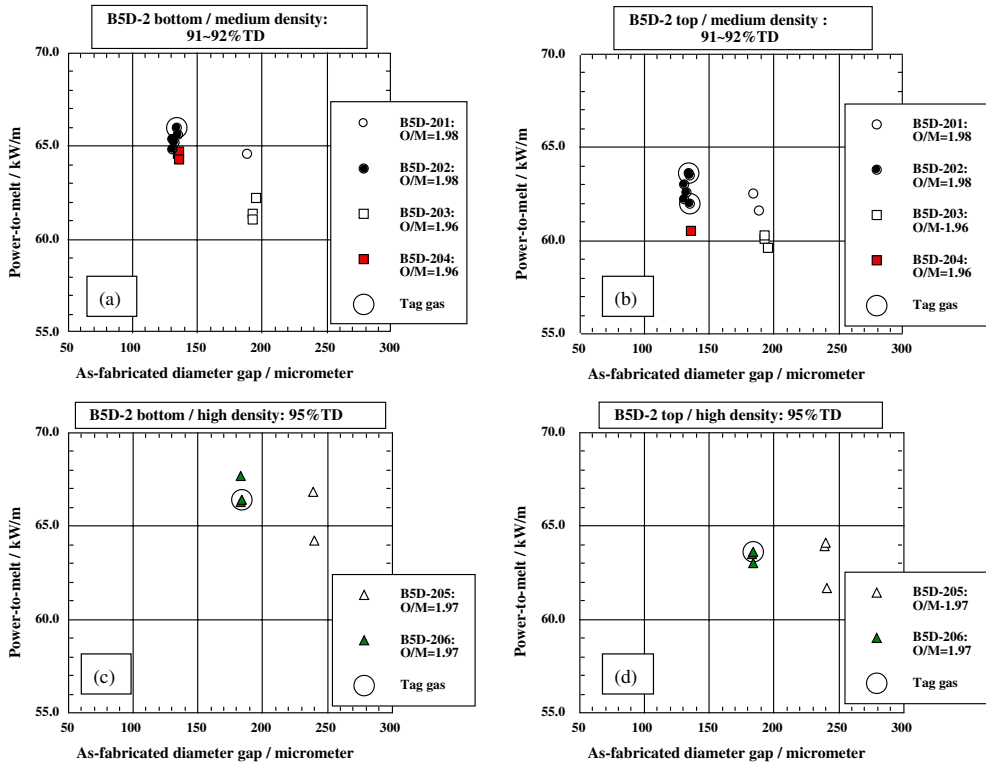 B5D-2 bottom / medium density:
91~92%TD
70.0
65.0
60.0
55.0
Power-to-melt / kW/m
(a)
50
100
150
200
250
300
As-fabricated diameter gap / micrometer
B5D-201:
O/M=1.98
B5D-202:
O/M=1.98
B5D-203:
O/M=1.96
B5D-204:
O/M=1.96
Tag gas
B5D-2 top / medium density :
91~92%TD
70.0
65.0
60.0
55.0
Power-to-melt / kW/m
(b)
50
100
150
200
250
300
As-fabricated diameter gap / micrometer
B5D-201:
O/M=1.98
B5D-202:
O/M=1.98
B5D-203:
O/M-1.96
B5D-204:
O/M=1.96
Tag gas
B5D-2 bottom / high density: 95%TD
70.0
65.0
60.0
55.0
Power-to-melt / kW/m
(c)
50
100
150
200
250
300
As-fabricated diameter gap / micrometer
B5D-205:
O/M=1.97
B5D-206:
O/M=1.97
Tag gas
B5D-2 top / high density: 95%TD
70.0
65.0
60.0
55.0
Power-to-melt / kW/m
(d)
50
100
150
200
250
300
As-fabricated diameter gap / micrometer
B5D-205:
O/M-1.97
B5D-206:
O/M=1.97
Tag gas